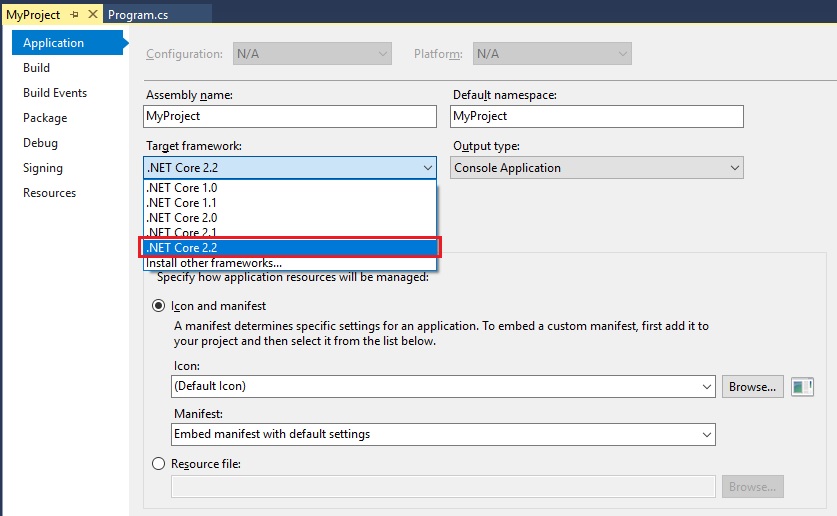 MyProject
Program.cs
Application
Build
Build Events
Package
Debug
Signing
Resources
Configuration: N/A Platform: N/A
Assembly name: Default namespace:
MyProject MyProject
Target framework: Output type:
.NET Core 2.2 Console Application
.NET Core 1.0
.NET Core 1.1
.NET Core 2.0
.NET Core 2.1
.NET Core 2.2
Install other frameworks...
Specify how application resources will be managed:
Icon and manifest
A manifest determines specific settings for an application. To embed a custom manifest, first add it to
your project and then select it from the list below.
Icon:
(Default Icon) Browse...
Manifest:
Embed manifest with default settings
Resource file:
Browse...